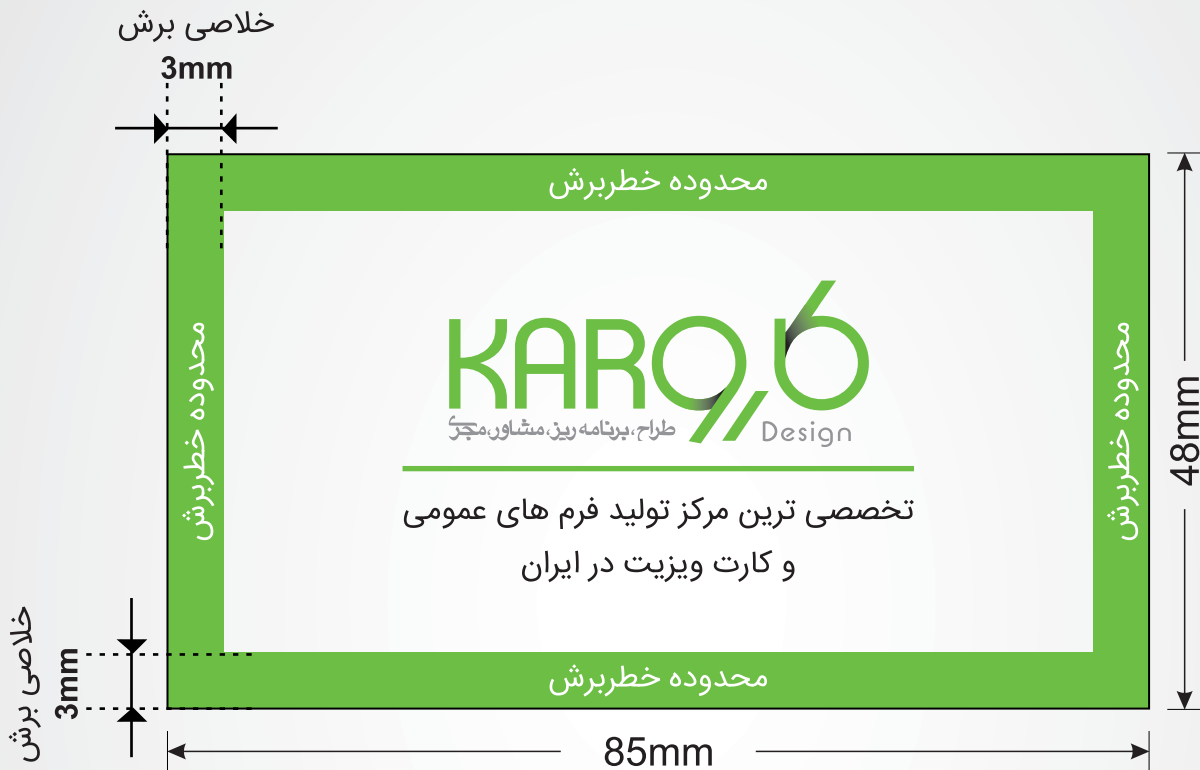 خلاصی برش
3mm
محدوده خطربرش
محدوده خطربرش
محدوده خطربرش
48mm
KARO کارو
طراح، برنامه ریز، مشاور، مجری
Design
تخصصی ترین مرکز تولید فرم های عمومی
و کارت ویزیت در ایران
خلاصی برش
3mm
محدوده خطربرش
85mm